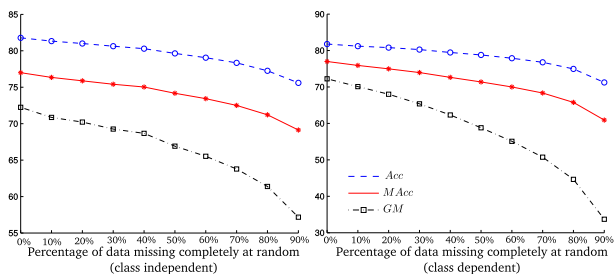 85
80
75
70
65
60
55
0% 10% 20% 30% 40% 50% 60% 70% 80% 90%
Percentage of data missing completely at random
(class independent)
90
80
70
60
50
40
30
Acc
MAcc
GM
0% 10% 20% 30% 40% 50% 60% 70% 80% 90%
Percentage of data missing completely at random
(class dependent)